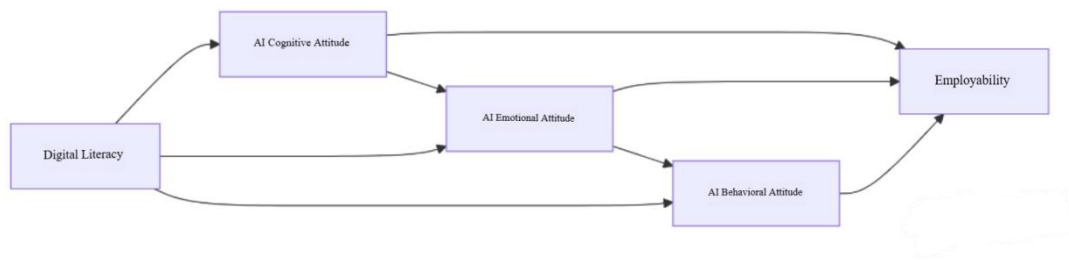 AI Cognitive Attitude
Employability
AI Emotional Attitude
Digital Literacy
AI Behavioral Attitude